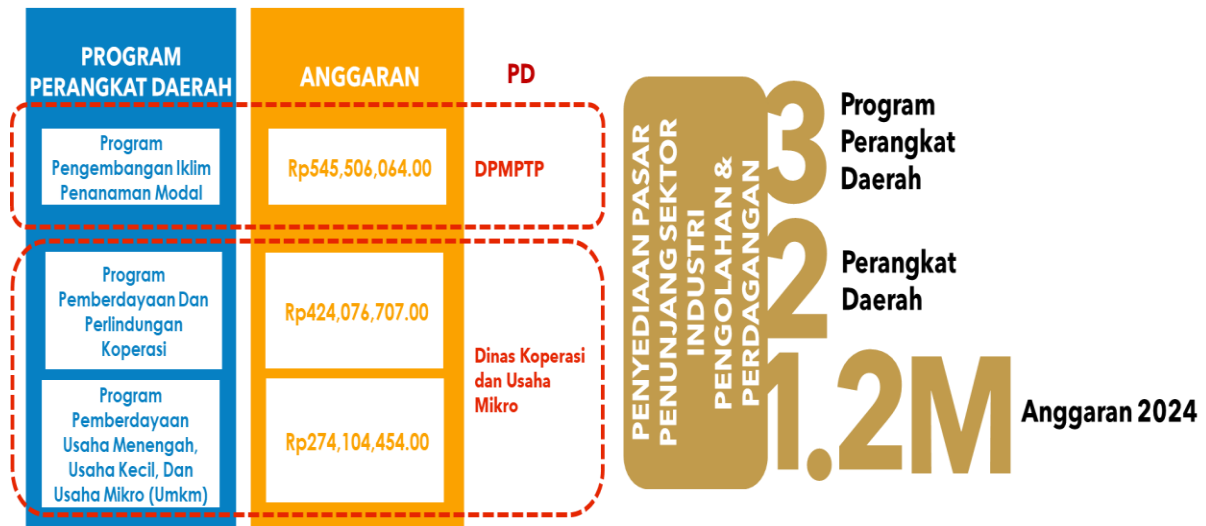 PROGRAM
PERANGKAT DAERAH
ANGGARAN
PD
Program
Pengembangan Iklim
Penanaman Modal
Rp545,506,064.00
DPMPTP
Program
Pemberdayaan Dan
Perlindungan
Koperasi
Rp424,076,707.00
Dinas Koperasi
dan Usaha
Mikro
Program
Pemberdayaan
Usaha Menengah,
Usaha Kecil, Dan
Usaha Mikro (Umkm)
Rp274,104,454.00
PENYEDIAAN PASAR
PENUNJANG SEKTOR
INDUSTRI
PENGOLAHAN &
PERDAGANGAN
3
Program
Perangkat
Daerah
2
Perangkat
Daerah
1.2M
Anggaran 2024